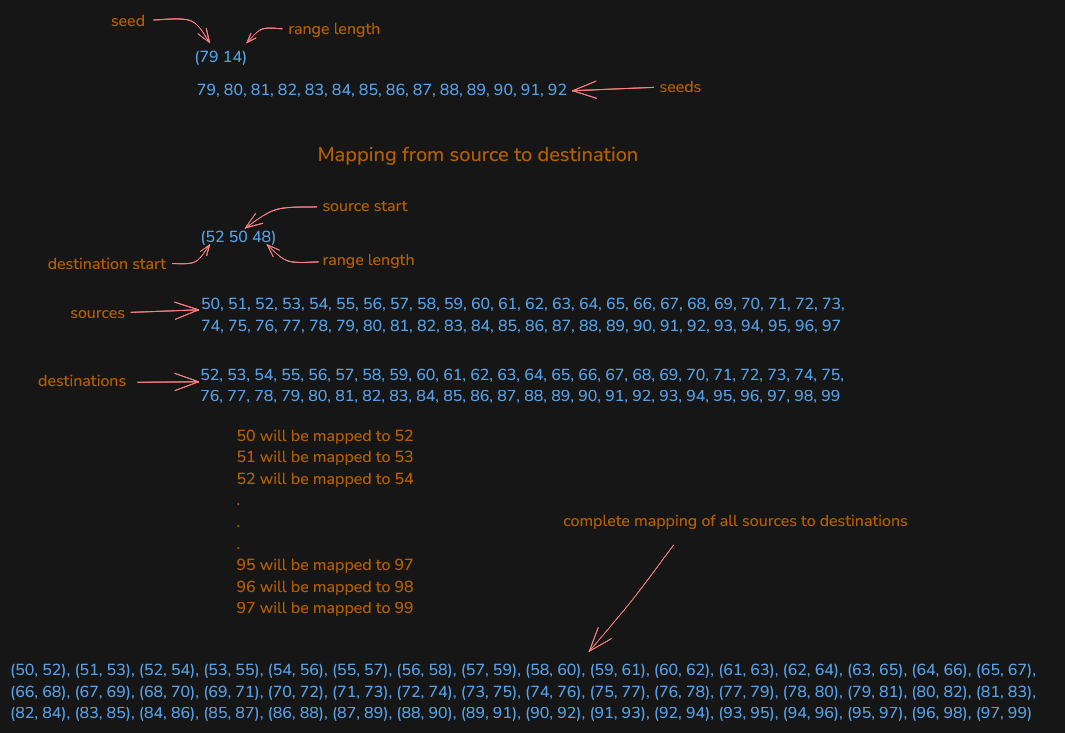 seed
range length
(79 14)
79, 80, 81, 82, 83, 84, 85, 86, 87, 88, 89, 90, 91, 92
seeds
Mapping from source to destination
source start
(52 50 48)
destination start
range length
sources
50, 51, 52, 53, 54, 55, 56, 57, 58, 59, 60, 61, 62, 63, 64, 65, 66, 67, 68, 69, 70, 71, 72, 73,
74, 75, 76, 77, 78, 79, 80, 81, 82, 83, 84, 85, 86, 87, 88, 89, 90, 91, 92, 93, 94, 95, 96, 97
destinations
52, 53, 54, 55, 56, 57, 58, 59, 60, 61, 62, 63, 64, 65, 66, 67, 68, 69, 70, 71, 72, 73, 74, 75,
76, 77, 78, 79, 80, 81, 82, 83, 84, 85, 86, 87, 88, 89, 90, 91, 92, 93, 94, 95, 96, 97, 98, 99
50 will be mapped to 52
51 will be mapped to 53
52 will be mapped to 54
.
.
.
95 will be mapped to 97
96 will be mapped to 98
97 will be mapped to 99
complete mapping of all sources to destinations
(50, 52), (51, 53), (52, 54), (53, 55), (54, 56), (55, 57), (56, 58), (57, 59), (58, 60), (59, 61), (60, 62), (61, 63), (62, 64), (63, 65), (64, 66), (65, 67),
(66, 68), (67, 69), (68, 70), (69, 71), (70, 72), (71, 73), (72, 74), (73, 75), (74, 76), (75, 77), (76, 78), (77, 79), (78, 80), (79, 81), (80, 82), (81, 83),
(82, 84), (83, 85), (84, 86), (85, 87), (86, 88), (87, 89), (88, 90), (89, 91), (90, 92), (91, 93), (92, 94), (93, 95), (94, 96), (95, 97), (96, 98), (97, 99)